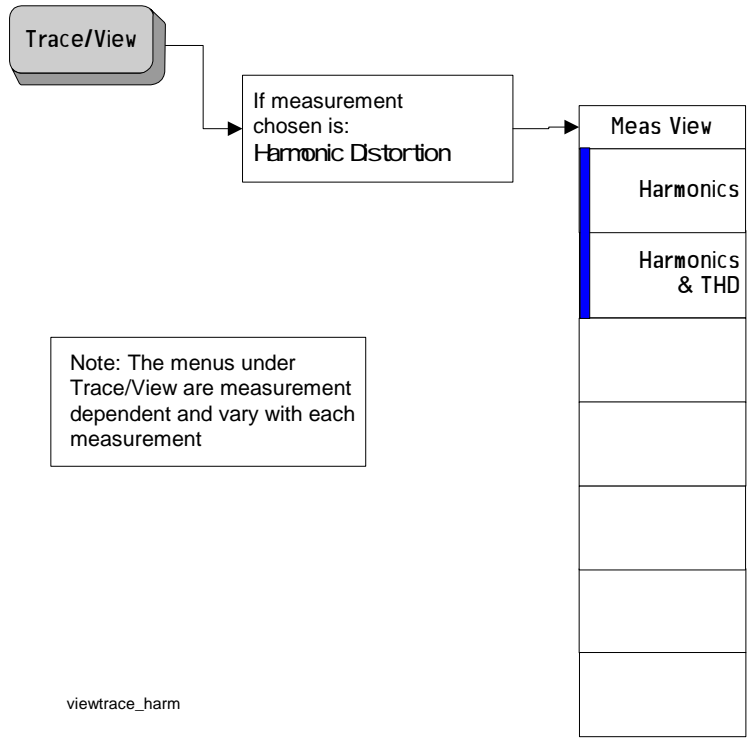 Trace/View
If measurement
chosen is:
Harmonic Distortion
Meas View
Harmonics
Harmonics
& THD
Note: The menus under
Trace/View are measurement
dependent and vary with each
measurement
viewtrace_harm